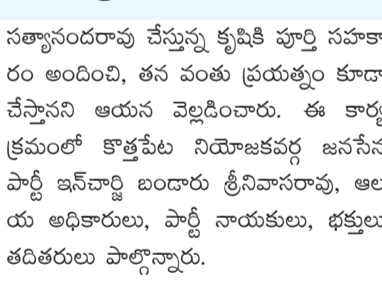 సత్యానందరావు చేస్తున్న కృషికి పూర్తి సహకా
రం అందించి, తన వంతు ప్రయత్నం కూడా
చేస్తానని ఆయన వెల్లడించారు. ఈ కార్య
క్రమంలో కొత్తపేట నియోజకవర్గ జనసేన
పార్టీ ఇన్‌చార్జి బండారు శ్రీనివాసరావు, ఆల
య అధికారులు, పార్టీ నాయకులు, భక్తులు
తదితరులు పాల్గొన్నారు.